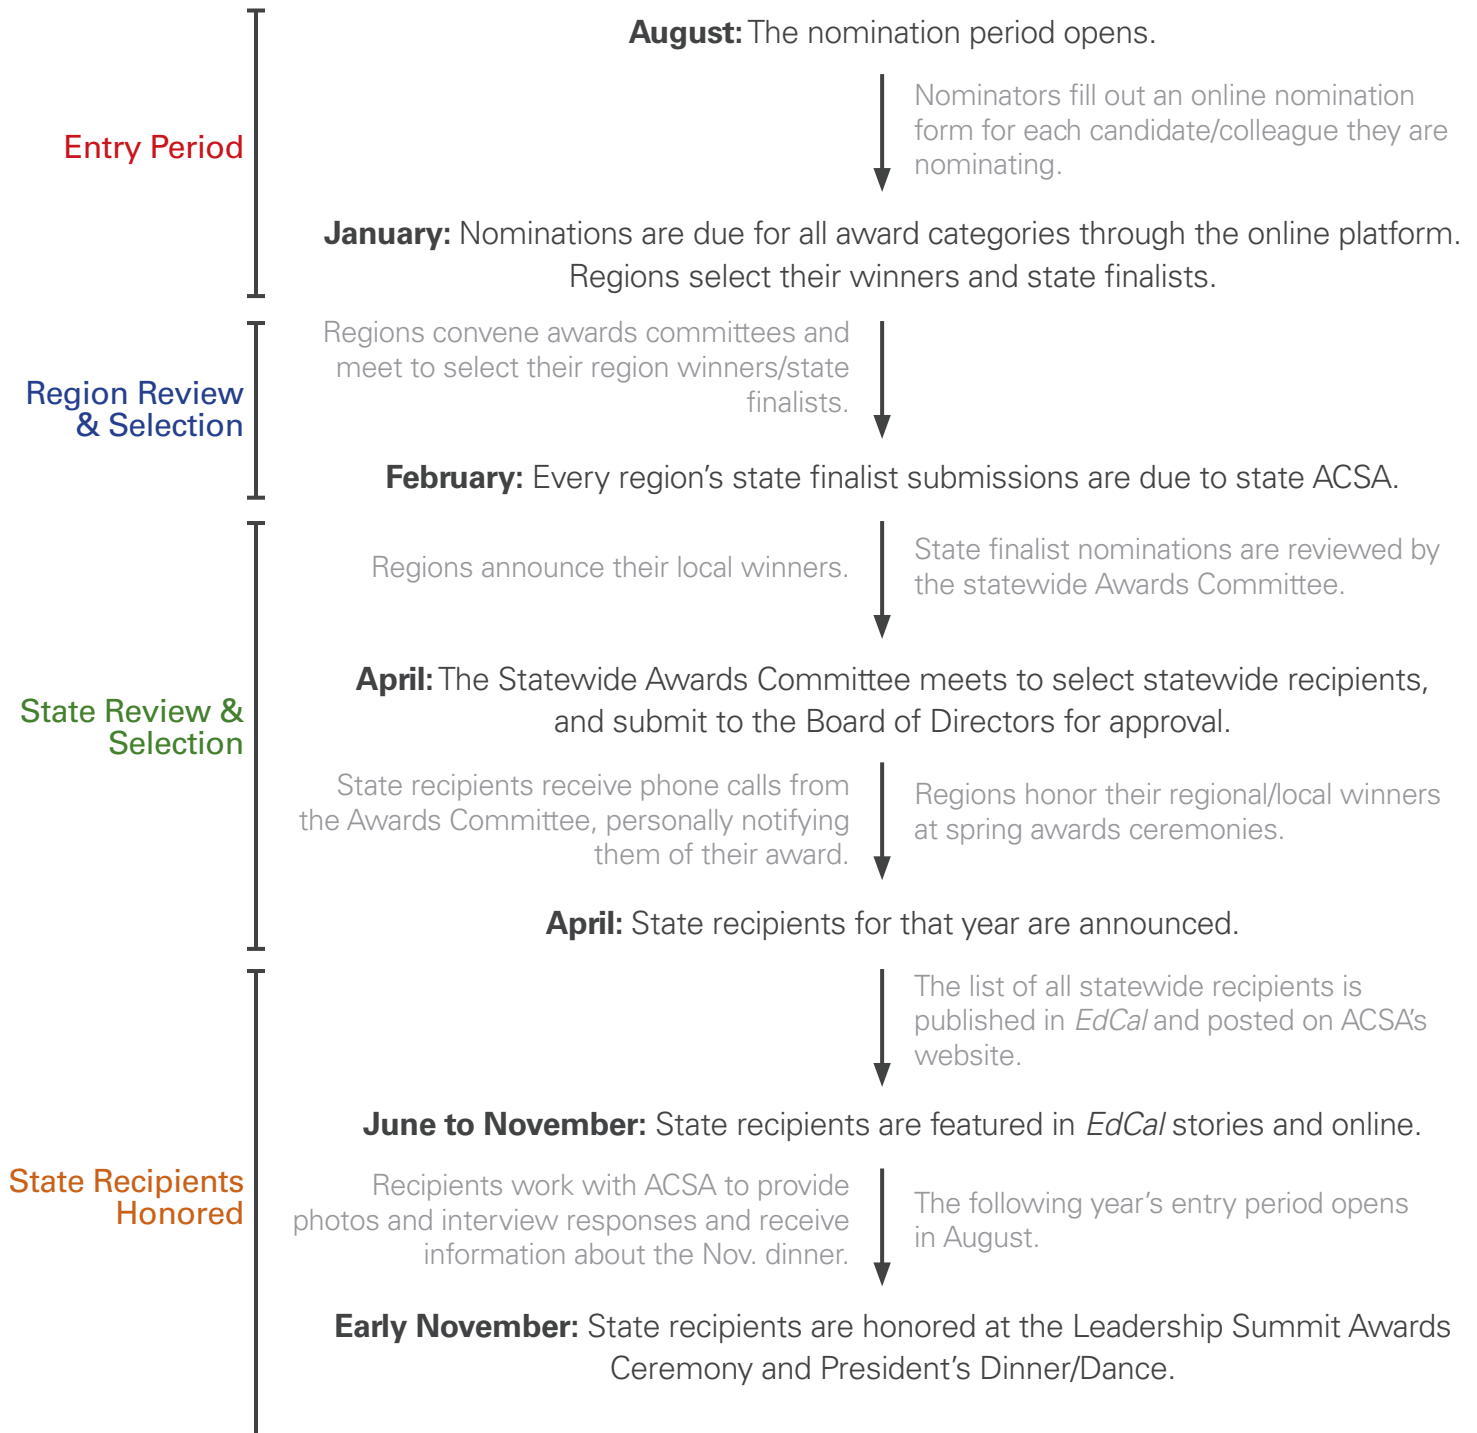 August: The nomination period opens.
Nominators fill out an online nomination
form for each candidate/colleague they are
nominating.
Entry Period
January: Nominations are due for all award categories through the online platform.
Regions select their winners and state finalists.
Regions convene awards committees and
meet to select their region winners/state
finalists.
Region Review
& Selection
February: Every region’s state finalist submissions are due to state ACSA.
Regions announce their local winners.
State finalist nominations are reviewed by
the statewide Awards Committee.
April: The Statewide Awards Committee meets to select statewide recipients,
and submit to the Board of Directors for approval.
State Review &
Selection
State recipients receive phone calls from
the Awards Committee, personally notifying
them of their award.
Regions honor their regional/local winners
at spring awards ceremonies.
April: State recipients for that year are announced.
The list of all statewide recipients is
published in EdCal and posted on ACSA’s
website.
June to November: State recipients are featured in EdCal stories and online.
State Recipients
Honored
Recipients work with ACSA to provide
photos and interview responses and receive
information about the Nov. dinner.
The following year’s entry period opens
in August.
Early November: State recipients are honored at the Leadership Summit Awards
Ceremony and President’s Dinner/Dance.